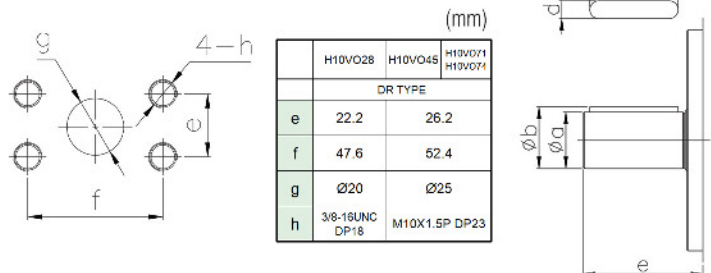 (mm)
d
g
4-h
H10VO28 H10VO45 H10VO71
H10VO74
DR TYPE
e 22.2 26.2
f 47.6 52.4
g Ø20 Ø25
h 3/8-16UNC
DP18 M10X1.5P DP23
e
f
øb
øa
e